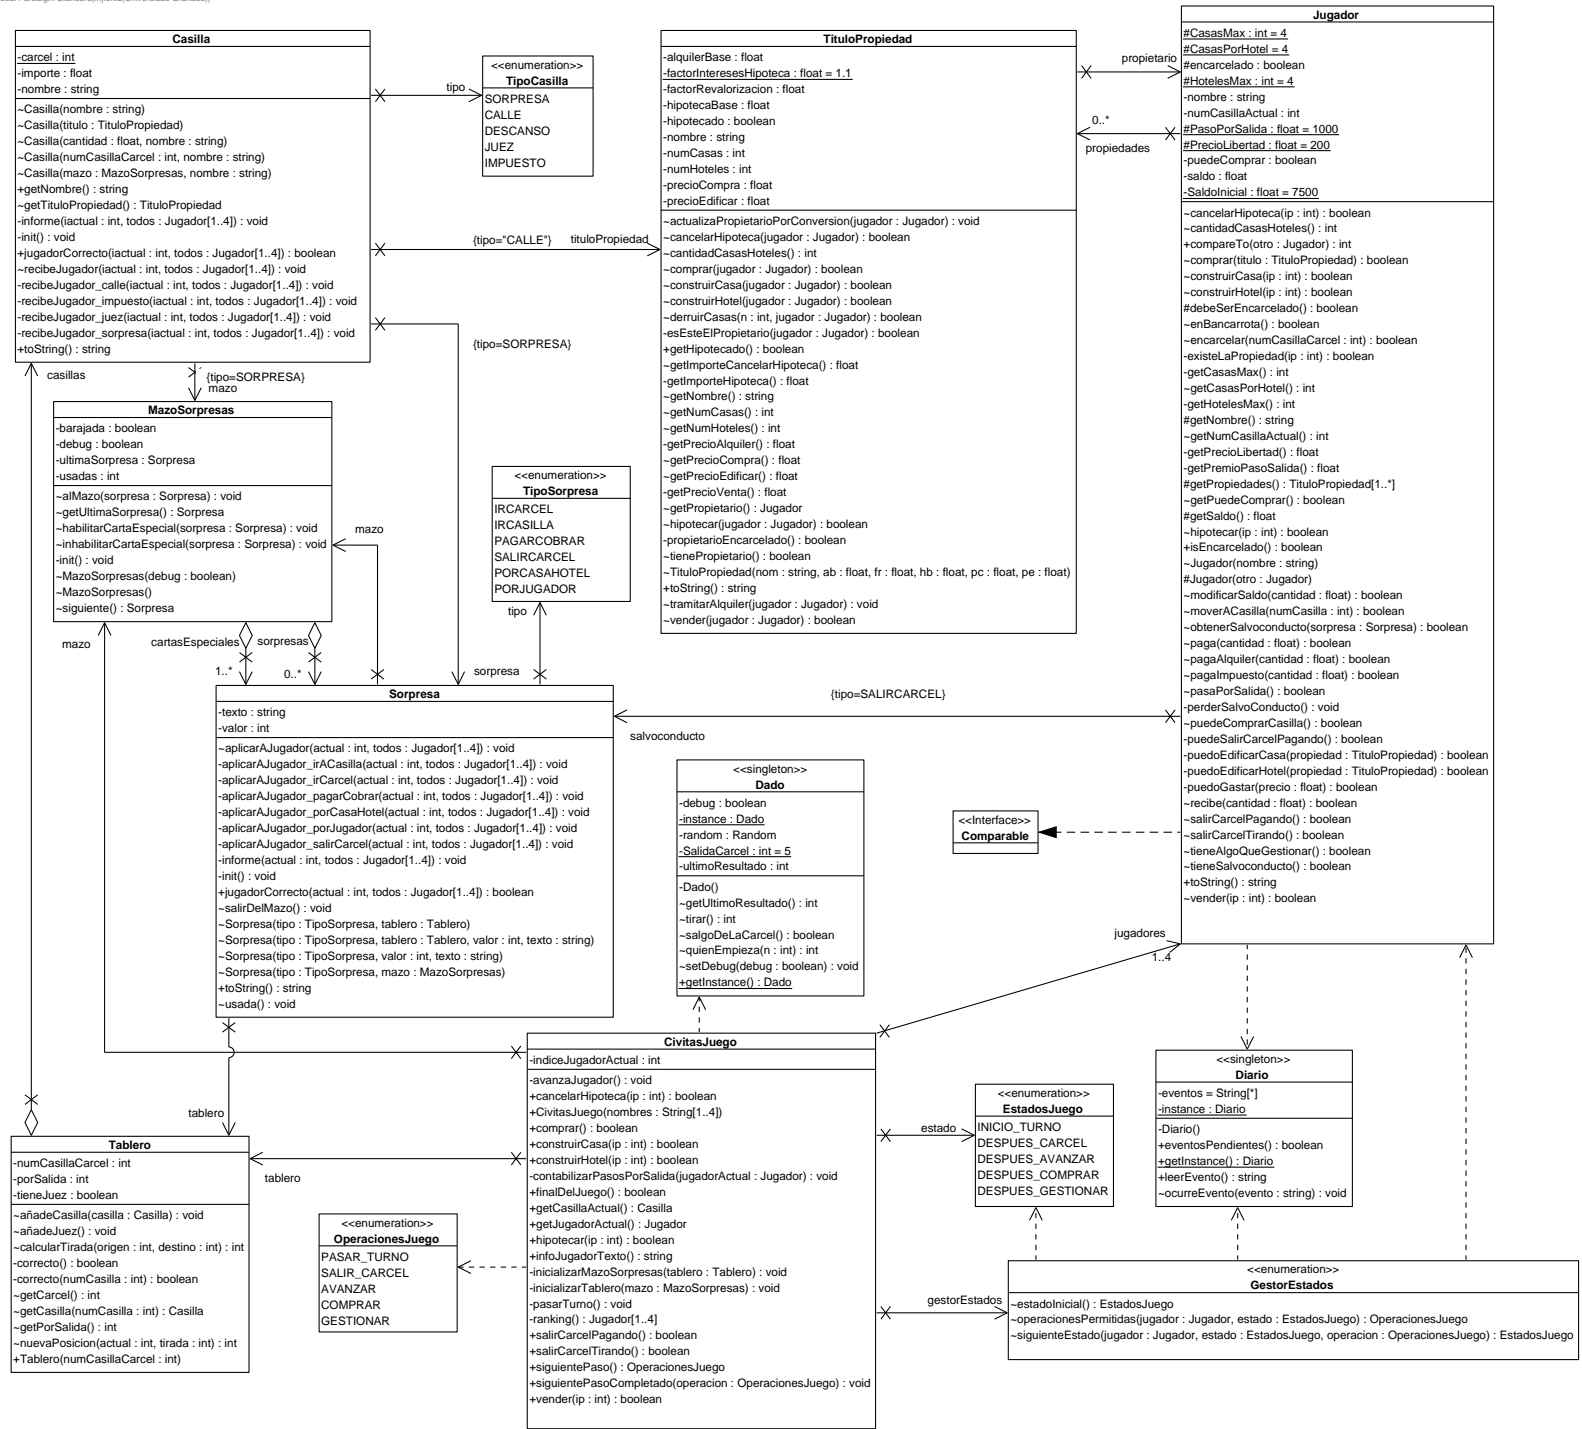 Casilla
-carcel : int
-importe : float
-nombre : string
~Casilla(nombre : string)
~Casilla(titulo : TituloPropiedad)
~Casilla(cantidad : float, nombre : string)
~Casilla(numCasillaCarcel : int, nombre : string)
~Casilla(mazo : MazoSorpresas, nombre : string)
+getNombre() : string
~getTituloPropiedad() : TituloPropiedad
-informe(iactual : int, todos : Jugador[1..4]) : void
-init() : void
+jugadorCorrecto(iactual : int, todos : Jugador[1..4]) : boolean
~recibeJugador(iactual : int, todos : Jugador[1..4]) : void
-recibeJugador_calle(iactual : int, todos : Jugador[1..4]) : void
-recibeJugador_impuesto(iactual : int, todos : Jugador[1..4]) : void
-recibeJugador_juez(iactual : int, todos : Jugador[1..4]) : void
-recibeJugador_sorpresa(iactual : int, todos : Jugador[1..4]) : void
+toString() : string
tipo
<<enumeration>>
TipoCasilla
SORPRESA
CALLE
DESCANSO
JUEZ
IMPUESTO
{tipo="CALLE"}
tituloPropiedad
{tipo=SORPRESA}
casillas
{tipo=SORPRESA}
mazo
TituloPropiedad
-alquilerBase : float
-factorInteresesHipoteca : float = 1.1
-factorRevalorizacion : float
-hipotecaBase : float
-hipotecado : boolean
-nombre : string
-numCasas : int
-numHoteles : int
-precioCompra : float
-precioEdificar : float
~actualizaPropietarioPorConversion(jugador : Jugador) : void
~cancelarHipoteca(jugador : Jugador) : boolean
~cantidadCasasHoteles() : int
~comprar(jugador : Jugador) : boolean
~construirCasa(jugador : Jugador) : boolean
~construirHotel(jugador : Jugador) : boolean
~derruirCasas(n : int, jugador : Jugador) : boolean
-esEsteElPropietario(jugador : Jugador) : boolean
+getHipotecado() : boolean
~getImporteCancelarHipoteca() : float
-getImporteHipoteca() : float
~getNombre() : string
~getNumCasas() : int
~getNumHoteles() : int
-getPrecioAlquiler() : float
~getPrecioCompra() : float
~getPrecioEdificar() : float
-getPrecioVenta() : float
~getPropietario() : Jugador
~hipotecar(jugador : Jugador) : boolean
-propietarioEncarcelado() : boolean
~tienePropietario() : boolean
~TituloPropiedad(nom : string, ab : float, fr : float, hb : float, pc : float, pe : float)
+toString() : string
~tramitarAlquiler(jugador : Jugador) : void
~vender(jugador : Jugador) : boolean
propietario
0..*
propiedades
Jugador
#CasasMax : int = 4
#CasasPorHotel : int = 4
#encarcelado : boolean
#HotelesMax : int = 4
-nombre : string
-numCasillaActual : int
#PasoPorSalida : float = 1000
#PrecioLibertad : float = 200
-puedeComprar : boolean
-saldo : float
-SaldoInicial : float = 7500
~cancelarHipoteca(ip : int) : boolean
~cantidadCasasHoteles() : int
+compareTo(otro : Jugador) : int
~comprar(titulo : TituloPropiedad) : boolean
~construirCasa(ip : int) : boolean
~construirHotel(ip : int) : boolean
#debeSerEncarcelado() : boolean
~enBancarrota() : boolean
~encarcelar(numCasillaCarcel : int) : boolean
-existeLaPropiedad(ip : int) : boolean
-getCasasMax() : int
~getCasasPorHotel() : int
-getHotelesMax() : int
#getNombre() : string
~getNumCasillaActual() : int
-getPrecioLibertad() : float
-getPremioPasoSalida() : float
#getPropiedades() : TituloPropiedad[1..*]
~getPuedeComprar() : boolean
#getSaldo() : float
~hipotecar(ip : int) : boolean
+isEncarcelado() : boolean
~Jugador(nombre : string)
#Jugador(otro : Jugador)
~modificarSaldo(cantidad : float) : boolean
~moverACasilla(numCasilla : int) : boolean
~obtenerSalvoconducto(sorpresa : Sorpresa) : boolean
~paga(cantidad : float) : boolean
~pagaAlquiler(cantidad : float) : boolean
~pagaImpuesto(cantidad : float) : boolean
~pasaPorSalida() : boolean
-perderSalvoConducto() : void
~puedeComprarCasilla() : boolean
-puedeSalirCarcelPagando() : boolean
-puedoEdificarCasa(propiedad : TituloPropiedad) : boolean
-puedoEdificarHotel(propiedad : TituloPropiedad) : boolean
-puedoGastar(precio : float) : boolean
~recibe(cantidad : float) : boolean
~salirCarcelPagando() : boolean
~salirCarcelTirando() : boolean
~tieneAlgoQueGestionar() : boolean
~tieneSalvoconducto() : boolean
+toString() : string
~vender(ip : int) : boolean
MazoSorpresas
-barajada : boolean
-debug : boolean
-ultimaSorpresa : Sorpresa
-usadas : int
~alMazo(sorpresa : Sorpresa) : void
~getUltimaSorpresa() : Sorpresa
~habilitarCartaEspecial(sorpresa : Sorpresa) : void
~inhabilitarCartaEspecial(sorpresa : Sorpresa) : void
-init() : void
~MazoSorpresas(debug : boolean)
~MazoSorpresas()
~siguiente() : Sorpresa
mazo
mazo
cartasEspeciales
sorpresas
1..*
0..*
<<enumeration>>
TipoSorpresa
IRCARCEL
IRCASILLA
PAGARCOBRAR
SALIRCARCEL
PORCASAHOTEL
PORJUGADOR
tipo
sorpresa
Sorpresa
-texto : string
-valor : int
~aplicarAJugador(actual : int, todos : Jugador[1..4]) : void
-aplicarAJugador_irACasilla(actual : int, todos : Jugador[1..4]) : void
-aplicarAJugador_irCarcel(actual : int, todos : Jugador[1..4]) : void
-aplicarAJugador_pagarCobrar(actual : int, todos : Jugador[1..4]) : void
-aplicarAJugador_porCasaHotel(actual : int, todos : Jugador[1..4]) : void
-aplicarAJugador_porJugador(actual : int, todos : Jugador[1..4]) : void
-aplicarAJugador_salirCarcel(actual : int, todos : Jugador[1..4]) : void
-informe(actual : int, todos : Jugador[1..4]) : void
-init() : void
+jugadorCorrecto(actual : int, todos : Jugador[1..4]) : boolean
~salirDelMazo() : void
~Sorpresa(tipo : TipoSorpresa, tablero : Tablero)
~Sorpresa(tipo : TipoSorpresa, tablero : Tablero, valor : int, texto : string)
~Sorpresa(tipo : TipoSorpresa, valor : int, texto : string)
~Sorpresa(tipo : TipoSorpresa, mazo : MazoSorpresas)
+toString() : string
~usada() : void
{tipo=SALIRCARCEL}
salvoconducto
<<singleton>>
Dado
-debug : boolean
-instance : Dado
-random : Random
-SalidaCarcel : int = 5
-ultimoResultado : int
-Dado()
~getUltimoResultado() : int
~tirar() : int
~salgoDeLaCarcel() : boolean
~quienEmpieza(n : int) : int
~setDebug(debug : boolean) : void
+getInstance() : Dado
<<Interface>>
Comparable
jugadores
1..4
tablero
Tablero
-numCasillaCarcel : int
-porSalida : int
-tieneJuez : boolean
~añadeCasilla(casilla : Casilla) : void
~añadeJuez() : void
~calcularTirada(origen : int, destino : int) : int
-correcto() : boolean
-correcto(numCasilla : int) : boolean
~getCarcel() : int
~getCasilla(numCasilla : int) : Casilla
~getPorSalida() : int
~nuevaPosicion(actual : int, tirada : int) : int
+Tablero(numCasillaCarcel : int)
tablero
<<enumeration>>
OperacionesJuego
PASAR_TURNO
SALIR_CARCEL
AVANZAR
COMPRAR
GESTIONAR
CivitasJuego
-indiceJugadorActual : int
-avanzaJugador() : void
+cancelarHipoteca(ip : int) : boolean
+CivitasJuego(nombres : String[1..4])
+comprar() : boolean
+construirCasa(ip : int) : boolean
+construirHotel(ip : int) : boolean
-contabilizarPasosPorSalida(jugadorActual : Jugador) : void
+finalDelJuego() : boolean
+getCasillaActual() : Casilla
+getJugadorActual() : Jugador
+hipotecar(ip : int) : boolean
+infoJugadorTexto() : string
-inicializarMazoSorpresas(tablero : Tablero) : void
-inicializarTablero(mazo : MazoSorpresas) : void
-pasarTurno() : void
-ranking() : Jugador[1..4]
+salirCarcelPagando() : boolean
+salirCarcelTirando() : boolean
+siguientePaso() : OperacionesJuego
+siguientePasoCompletado(operacion : OperacionesJuego) : void
+vender(ip : int) : boolean
estado
<<enumeration>>
EstadosJuego
INICIO_TURNO
DESPUES_CARCEL
DESPUES_AVANZAR
DESPUES_COMPRAR
DESPUES_GESTIONAR
<<singleton>>
Diario
-eventos = String[*]
-instance : Diario
-Diario()
+eventosPendientes() : boolean
+getInstance() : Diario
+leerEvento() : string
~ocurreEvento(evento : string) : void
gestorEstados
<<enumeration>>
GestorEstados
~estadoInicial() : EstadosJuego
~operacionesPermitidas(jugador : Jugador, estado : EstadosJuego) : OperacionesJuego
~siguienteEstado(jugador : Jugador, estado : EstadosJuego, operacion : OperacionesJuego) : EstadosJuego